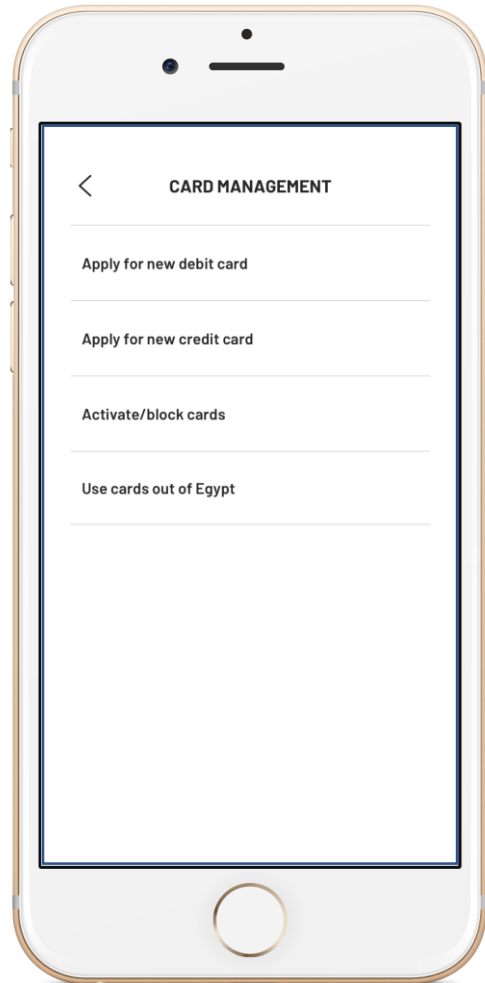 CARD MANAGEMENT
Apply for new debit card
Apply for new credit card
Activate/block cards
Use cards out of Egypt